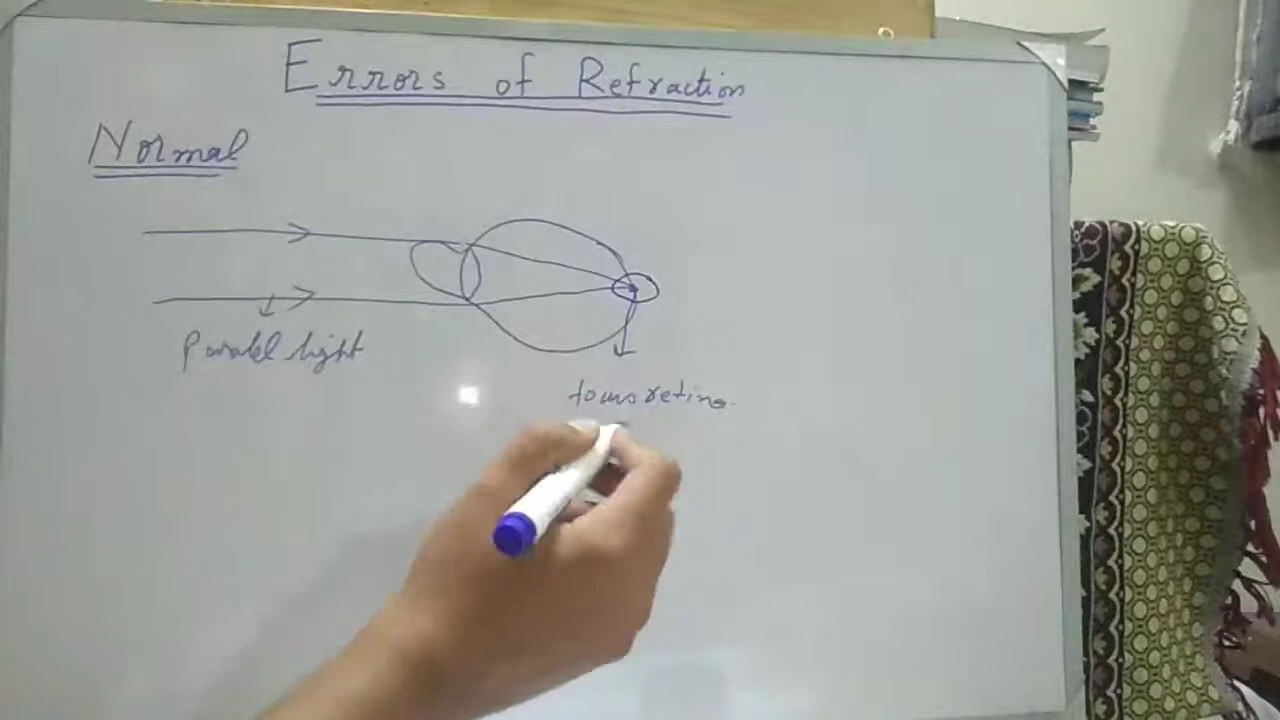 Errors of Refraction
Normal
Parallel light
focus retina